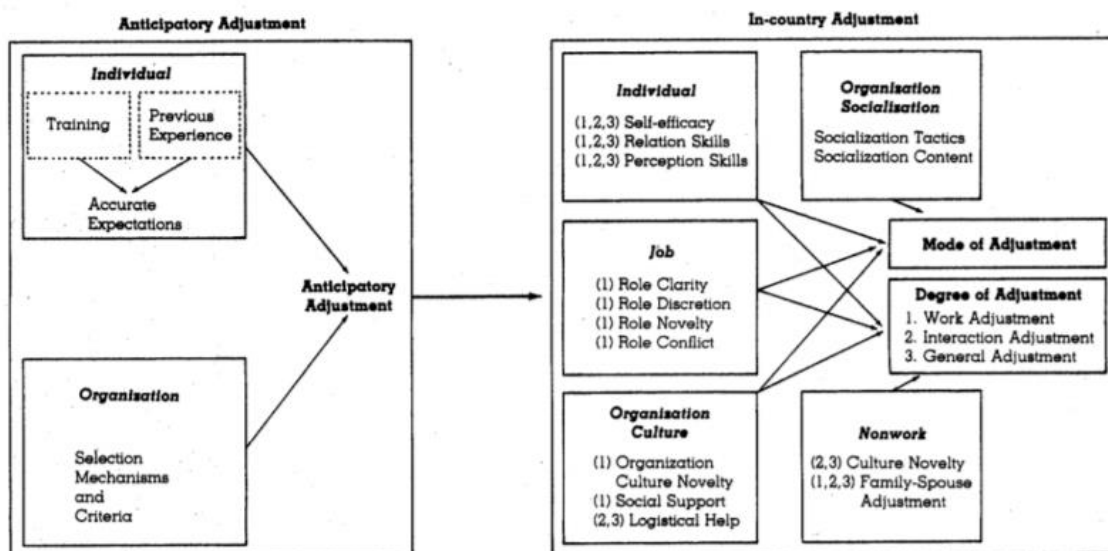 Anticipatory Adjustment
Individual
Training
Previous
Experience
Accurate
Expectations
Anticipatory
Adjustment
Organisation
Selection
Mechanisms
and
Criteria
In-country Adjustment
Individual
(1,2,3) Self-efficacy
(1,2,3) Relation Skills
(1,2,3) Perception Skills
Organisation
Socialisation
Socialization Tactics
Socialization Content
Job
(1) Role Clarity
(1) Role Discretion
(1) Role Novelty
(1) Role Conflict
Mode of Adjustment
Degree of Adjustment
1. Work Adjustment
2. Interaction Adjustment
3. General Adjustment
Organisation
Culture
(1) Organization
Culture Novelty
(1) Social Support
(2,3) Logistical Help
Nonwork
(2,3) Culture Novelty
(1,2,3) Family-Spouse
Adjustment